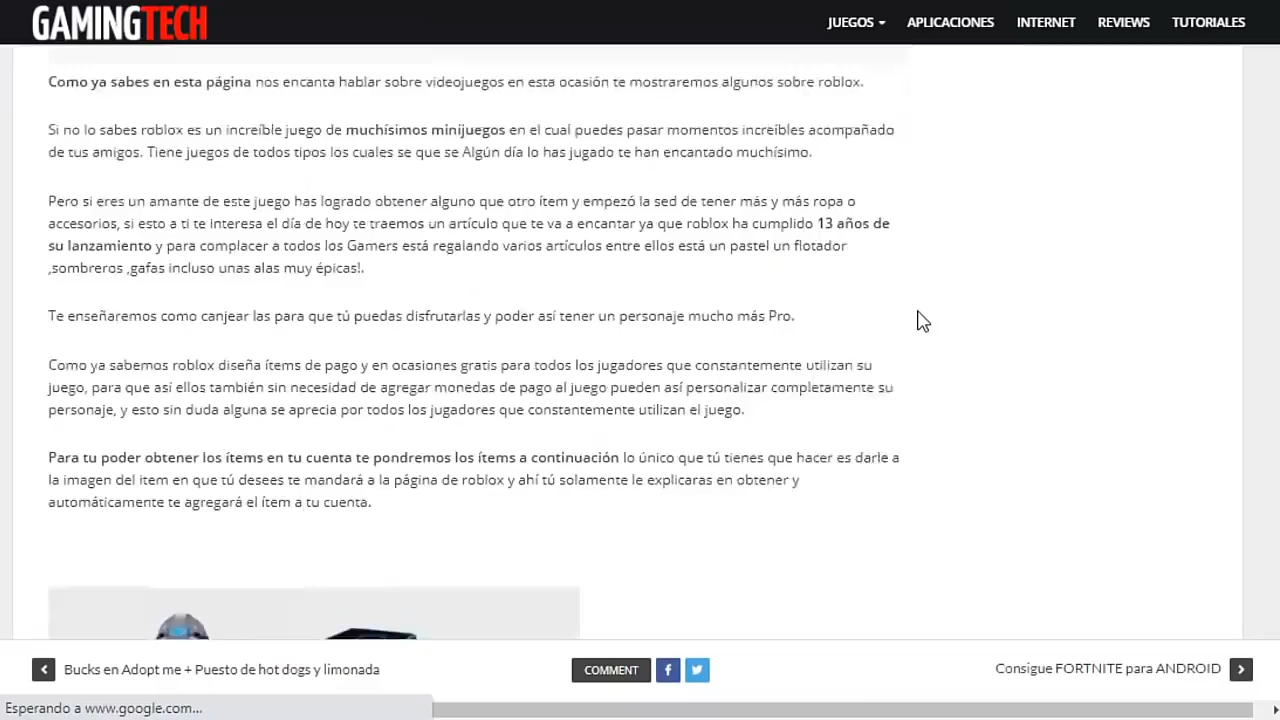 GAMINGTECH
JUEGOS APLICACIONES INTERNET REVIEWS TUTORIALES
Como ya sabes en esta página nos encanta hablar sobre videojuegos en esta ocasión te mostraremos algunos sobre roblox.
Si no lo sabes roblox es un increíble juego de muchísimos minijuegos en el cual puedes pasar momentos increíbles acompañado
de tus amigos. Tiene juegos de todos tipos los cuales se que se Algún día lo has jugado te han encantado muchísimo.
Pero si eres un amante de este juego has logrado obtener alguno que otro ítem y empezó la sed de tener más y más ropa o
accesorios, si esto a ti te interesa el día de hoy te traemos un artículo que te va a encantar ya que roblox ha cumplido 13 años de
su lanzamiento y para complacer a todos los Gamers está regalando varios artículos entre ellos está un pastel un flotador
,sombreros ,gafas incluso unas alas muy épicas!.
Te enseñaremos como canjear las para que tú puedas disfrutarlas y poder así tener un personaje mucho más Pro.
Como ya sabemos roblox diseña ítems de pago y en ocasiones gratis para todos los jugadores que constantemente utilizan su
juego, para que así ellos también sin necesidad de agregar monedas de pago al juego pueden así personalizar completamente su
personaje, y esto sin duda alguna se aprecia por todos los jugadores que constantemente utilizan el juego.
Para tu poder obtener los ítems en tu cuenta te pondremos los ítems a continuación lo único que tú tienes que hacer es darle a
la imagen del item en que tú desees te mandará a la página de roblox y ahí tú solamente le explicaras en obtener y
automáticamente te agregará el ítem a tu cuenta.
Bucks en Adopt me + Puesto de hot dogs y limonada
COMMENT
Consigue FORTNITE para ANDROID
Esperando a www.google.com...